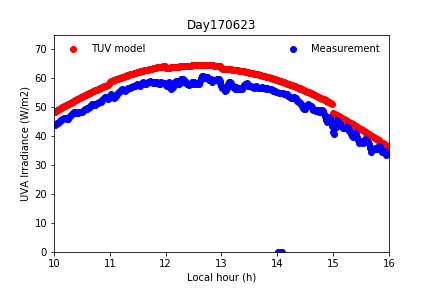 Day170623
TUV model
Measurement
UVA Irradiance (W/m2)
70
60
50
40
30
20
10
0
10 11 12 13 14 15 16
Local hour (h)